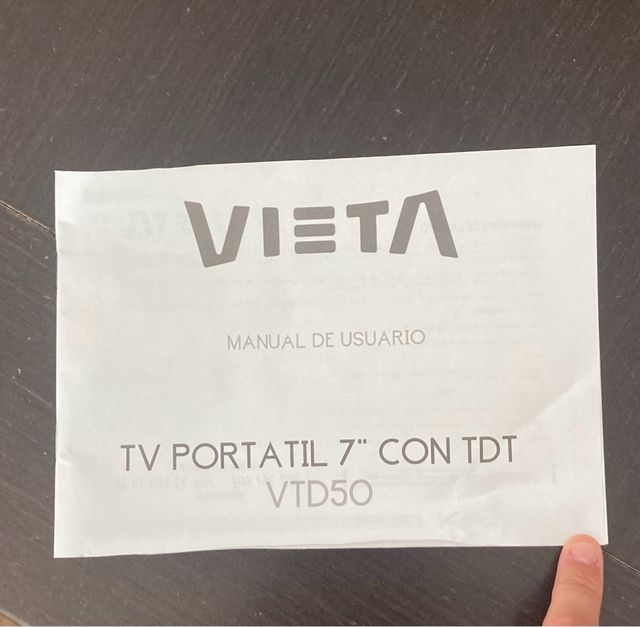 VIETA
MANUAL DE USUARIO
TV PORTATIL 7" CON TDT
VTD50